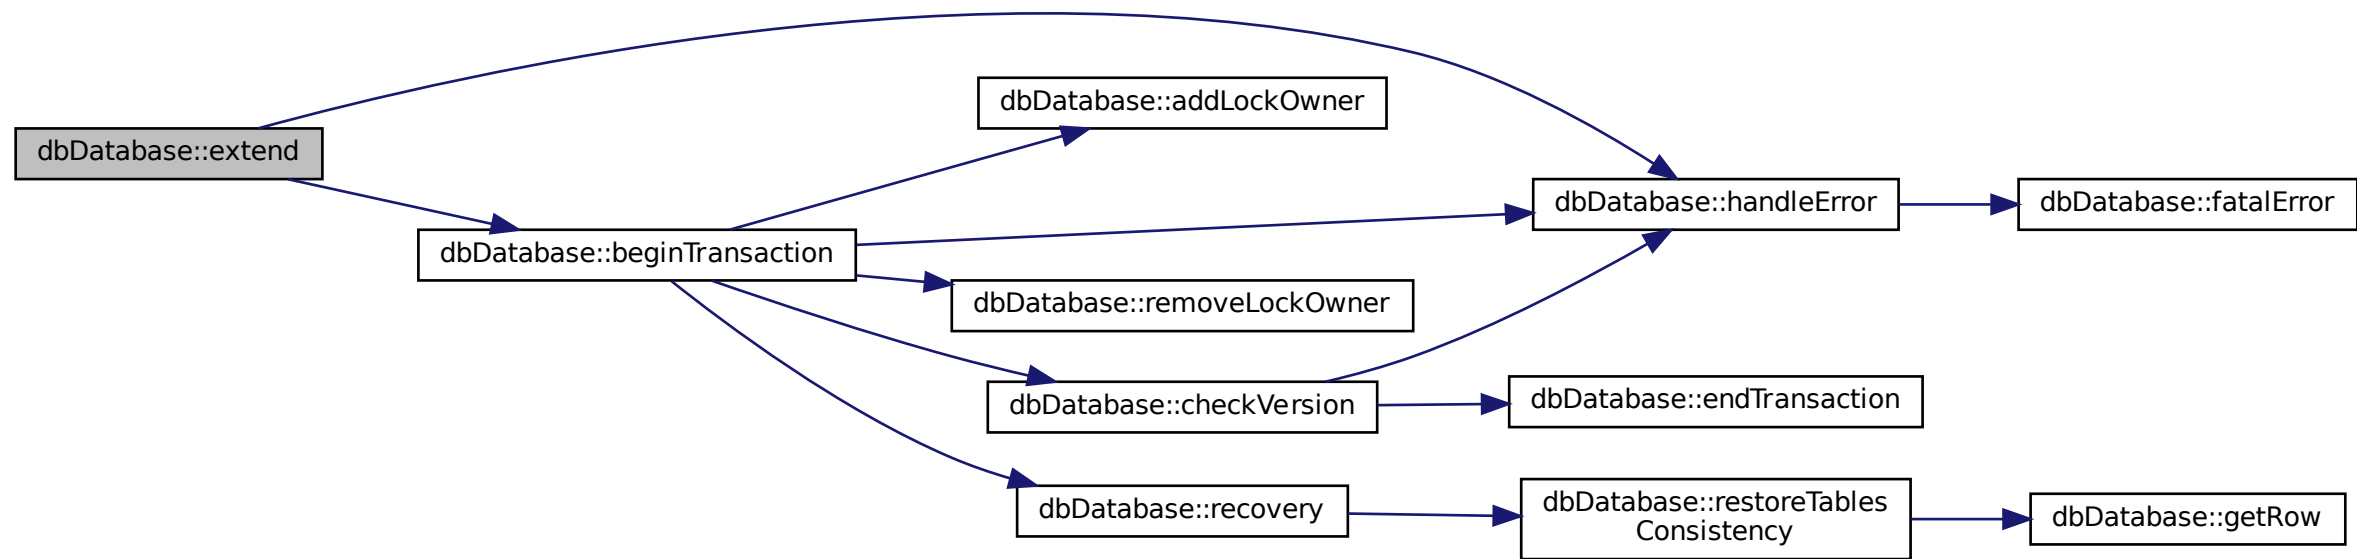 dbDatabase::extend
dbDatabase::beginTransaction
dbDatabase::addLockOwner
dbDatabase::removeLockOwner
dbDatabase::checkVersion
dbDatabase::recovery
dbDatabase::handleError
dbDatabase::endTransaction
dbDatabase::restoreTables
Consistency
dbDatabase::fatalError
dbDatabase::getRow